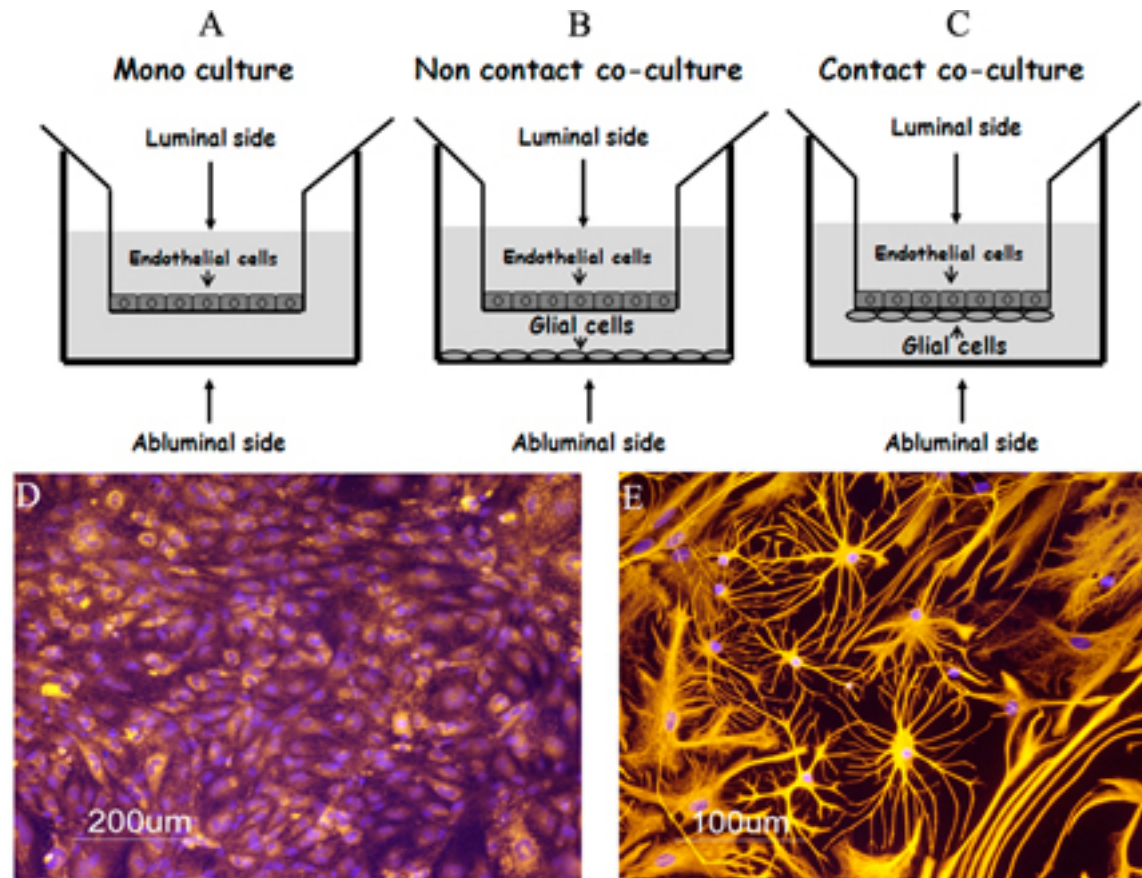 A
Mono culture
Luminal side
Endothelial cells
Abluminal side
B
Non contact co-culture
Luminal side
Endothelial cells
Glial cells
Abluminal side
C
Contact co-culture
Luminal side
Endothelial cells
Glial cells
Abluminal side
D
200um
E
100um